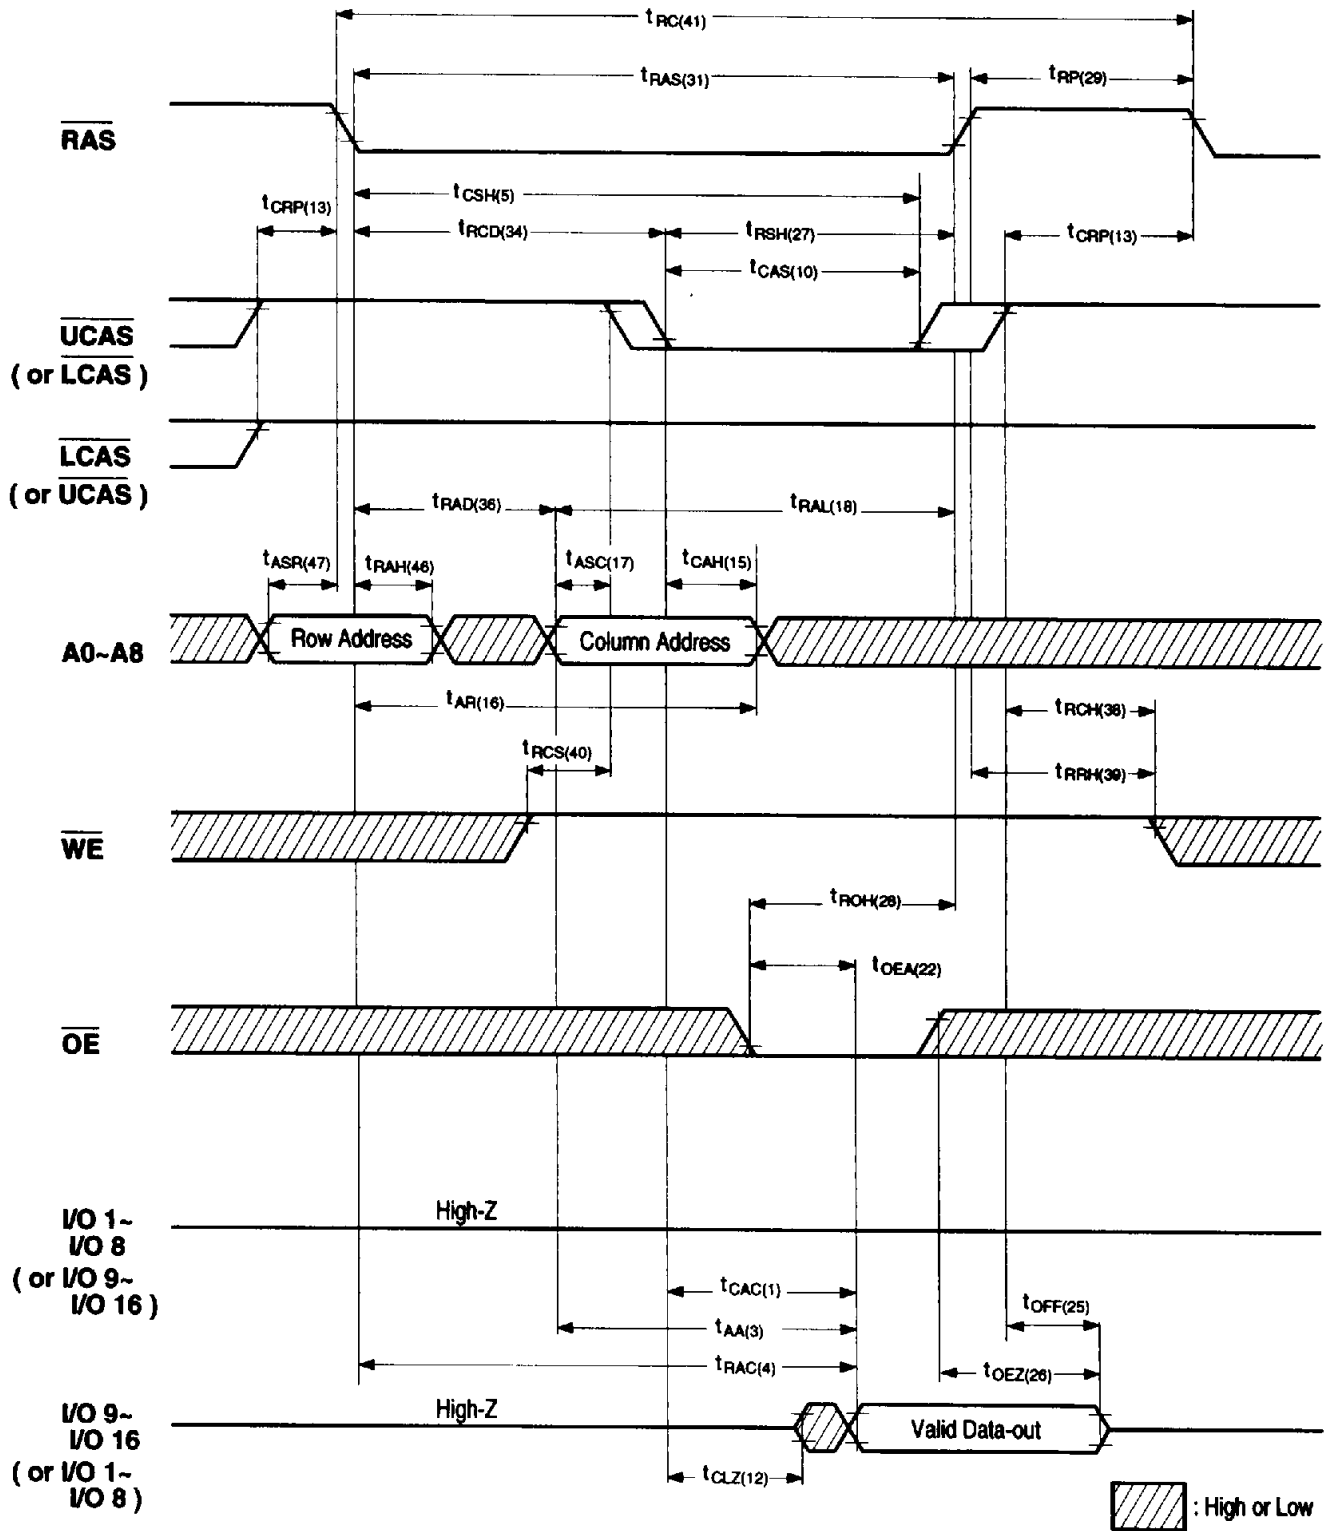 tRC(41)
tRAS(31)
tRP(29)
RAS
tCSH(5)
tCRP(13)
tRCD(34)
tRSH(27)
tCRP(13)
tCAS(10)
UCAS
( or LCAS )
LCAS
( or UCAS )
tRAD(36)
tRAL(18)
tASR(47)
tRAH(46)
tASC(17)
tCAH(15)
A0~A8
Row Address
Column Address
tAR(16)
tRCH(38)
tRCS(40)
tRRH(39)
WE
tROH(28)
tOEA(22)
OE
I/O 1~
I/O 8
( or I/O 9~
I/O 16 )
High-Z
tCAC(1)
tOFF(25)
tAA(3)
tRAC(4)
tOEZ(26)
I/O 9~
I/O 16
( or I/O 1~
I/O 8 )
High-Z
Valid Data-out
tCLZ(12)
: High or Low